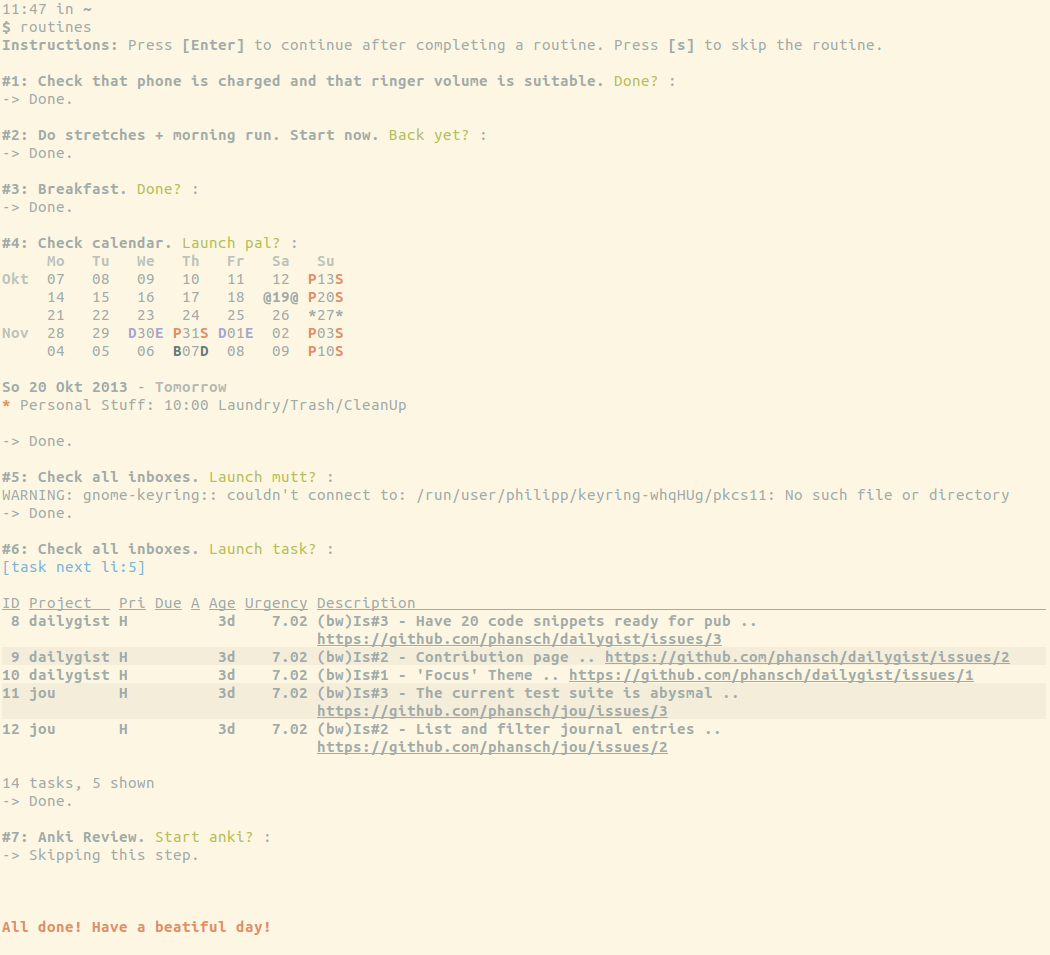 11:47 in ~
$ routines
Instructions: Press [Enter] to continue after completing a routine. Press [s] to skip the routine.
#1: Check that phone is charged and that ringer volume is suitable. Done? :
-> Done.
#2: Do stretches + morning run. Start now. Back yet? :
-> Done.
#3: Breakfast. Done? :
-> Done.
#4: Check calendar. Launch pal? :
Mo Tu We Th Fr Sa Su
Okt 07 08 09 10 11 12 P13S
14 15 16 17 18 @19@ P20S
21 22 23 24 25 26 *27*
Nov 28 29 D30E P31S D01E 02 P03S
04 05 06 B07D 08 09 P10S
So 20 Okt 2013 - Tomorrow
* Personal Stuff: 10:00 Laundry/Trash/CleanUp
-> Done.
#5: Check all inboxes. Launch mutt? :
WARNING: gnome-keyring:: couldn't connect to: /run/user/philipp/keyring-whqHUg/pkcs11: No such file or directory
-> Done.
#6: Check all inboxes. Launch task? :
[task next li:5]
ID Project Pri Due A Age Urgency Description
8 dailygist H 3d 7.02 (bw)Is#3 - Have 20 code snippets ready for pub ..
https://github.com/phansch/dailygist/issues/3
9 dailygist H 3d 7.02 (bw)Is#2 - Contribution page .. https://github.com/phansch/dailygist/issues/2
10 dailygist H 3d 7.02 (bw)Is#1 - 'Focus' Theme .. https://github.com/phansch/dailygist/issues/1
11 jou H 3d 7.02 (bw)Is#3 - The current test suite is abysmal ..
https://github.com/phansch/jou/issues/3
12 jou H 3d 7.02 (bw)Is#2 - List and filter journal entries ..
https://github.com/phansch/jou/issues/2
14 tasks, 5 shown
-> Done.
#7: Anki Review. Start anki? :
-> Skipping this step.
All done! Have a beatiful day!